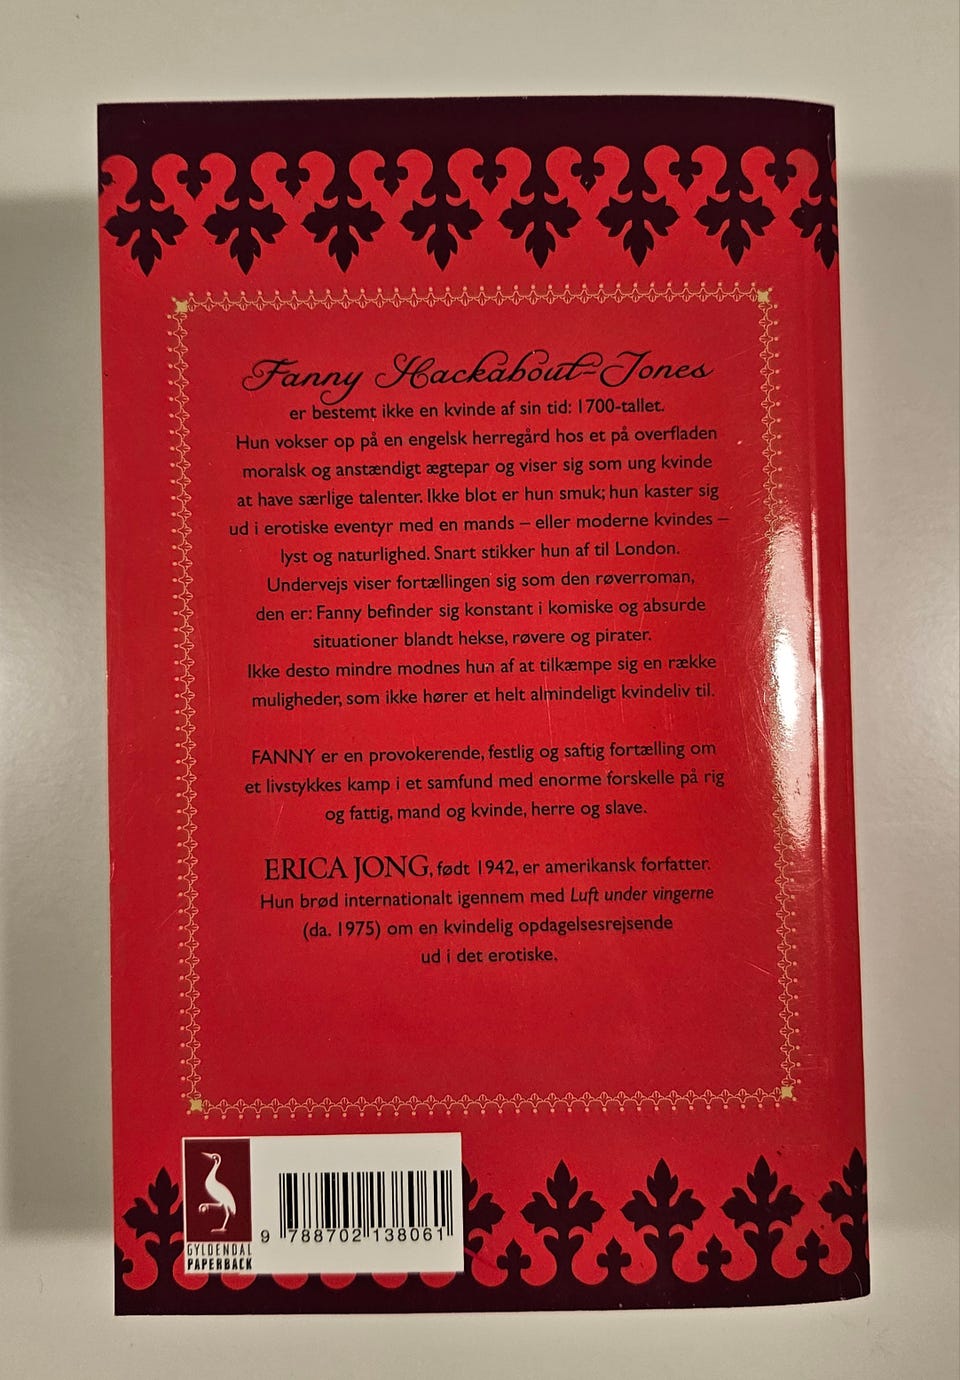 Fanny Hackabout-Jones
er bestemt ikke en kvinde af sin tid: 1700-tallet.
Hun vokser op på en engelsk herregård hos et på overfladen
moralsk og anstændigt ægtepar og viser sig som ung kvinde
at have særlige talenter. Ikke blot er hun smuk; hun kaster sig
ud i erotiske eventyr med en mands – eller moderne kvindes –
lyst og naturlighed. Snart stikker hun af til London.
Undervejs viser fortællingen sig som den røverroman,
den er: Fanny befinder sig konstant i komiske og absurde
situationer blandt hekse, røvere og pirater.
Ikke desto mindre modnes hun af at tilkæmpe sig en række
muligheder, som ikke hører et helt almindeligt kvindeliv til.
FANNY er en provokerende, festlig og saftig fortælling om
et livstykkes kamp i et samfund med enorme forskelle på rig
og fattig, mand og kvinde, herre og slave.
ERICA JONG, født 1942, er amerikansk forfatter.
Hun brød internationalt igennem med Luft under vingerne
(da. 1975) om en kvindelig opdagelsesrejsende
ud i det erotiske.
GYLDENDAL
PAPERBACK
9 788702 138061